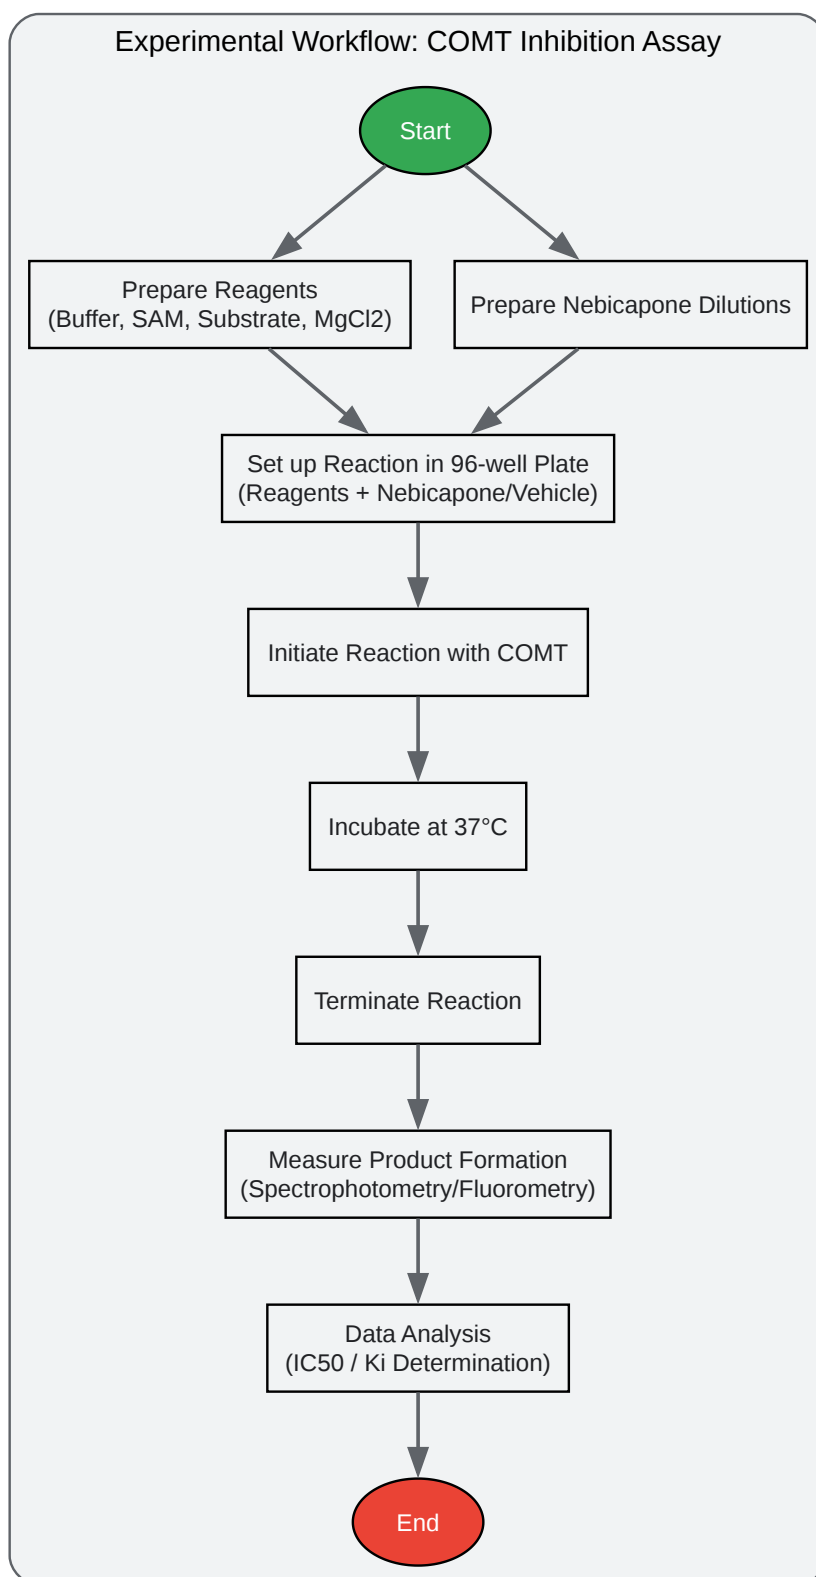 Experimental Workflow: COMT Inhibition Assay
Start
Prepare Reagents
(Buffer, SAM, Substrate, MgCl2)
Prepare Nebicapone Dilutions
Set up Reaction in 96-well Plate
(Reagents + Nebicapone/Vehicle)
Initiate Reaction with COMT
Incubate at 37°C
Terminate Reaction
Measure Product Formation
(Spectrophotometry/Fluorometry)
Data Analysis
(IC50 / Ki Determination)
End